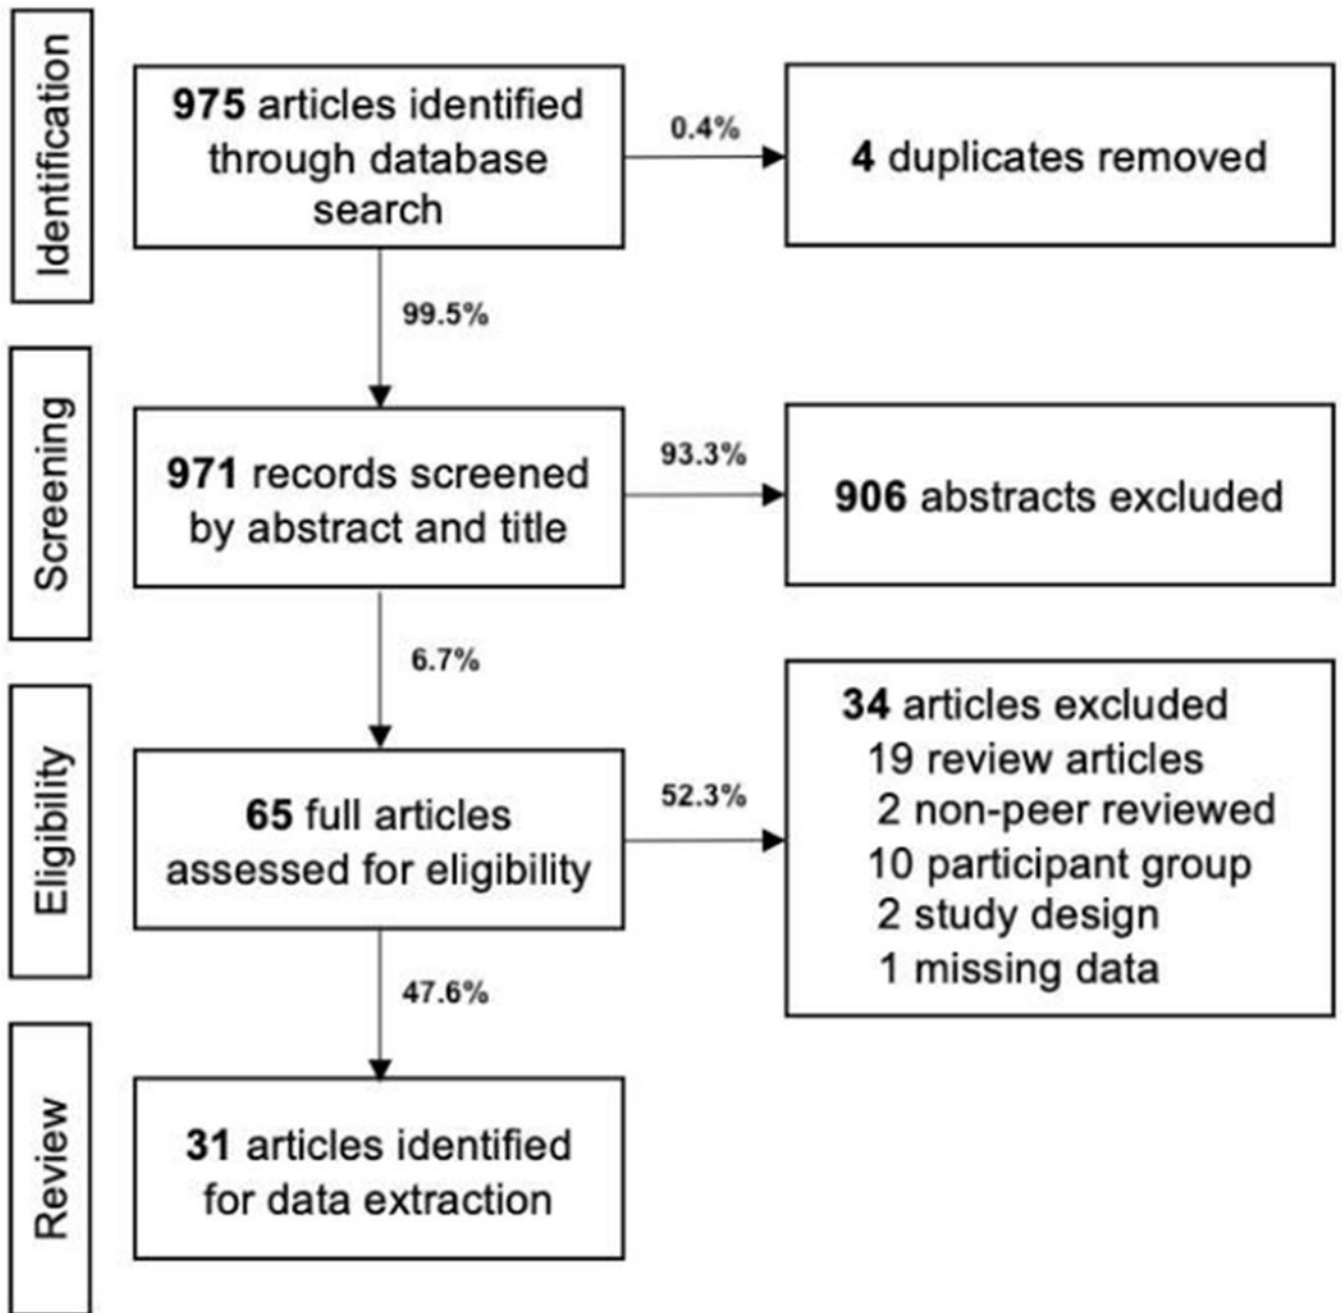 Identification
975 articles identified
through database
search
0.4%
4 duplicates removed
99.5%
Screening
971 records screened
by abstract and title
93.3%
906 abstracts excluded
6.7%
Eligibility
65 full articles
assessed for eligibility
52.3%
34 articles excluded
19 review articles
2 non-peer reviewed
10 participant group
2 study design
1 missing data
47.6%
Review
31 articles identified
for data extraction